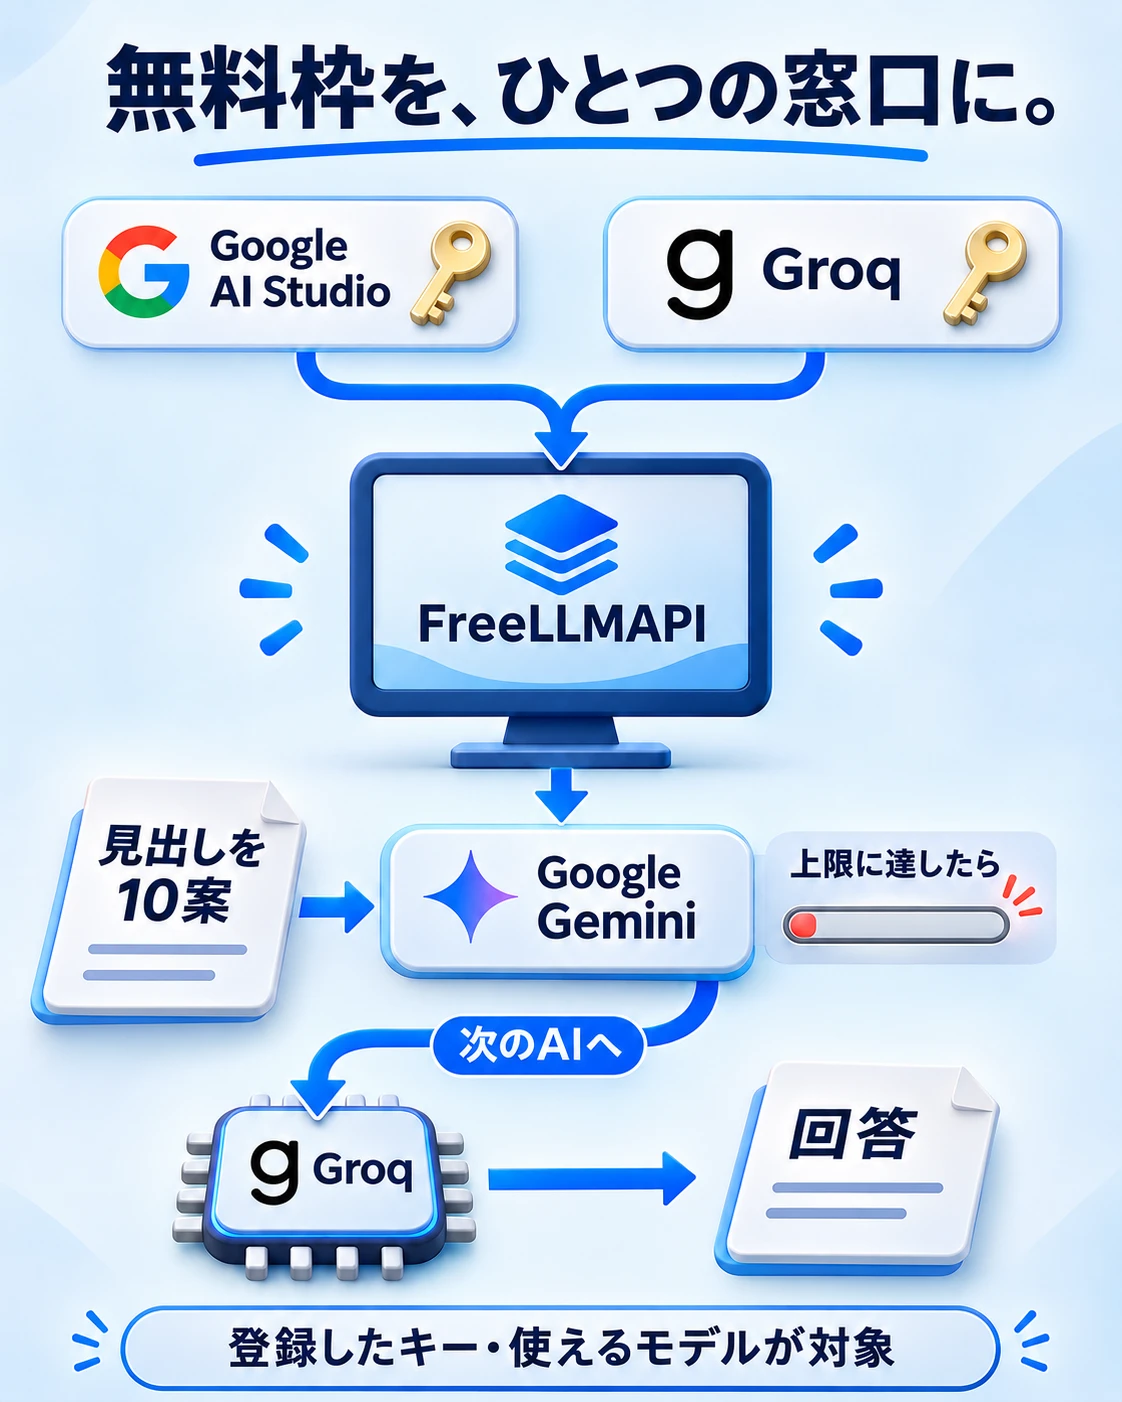 無料枠を、ひとつの窓口に。
Google
AI Studio
Groq
FreeLLMAPI
見出しを
10案
Google
Gemini
上限に達したら
次のAIへ
Groq
回答
登録したキー・使えるモデルが対象